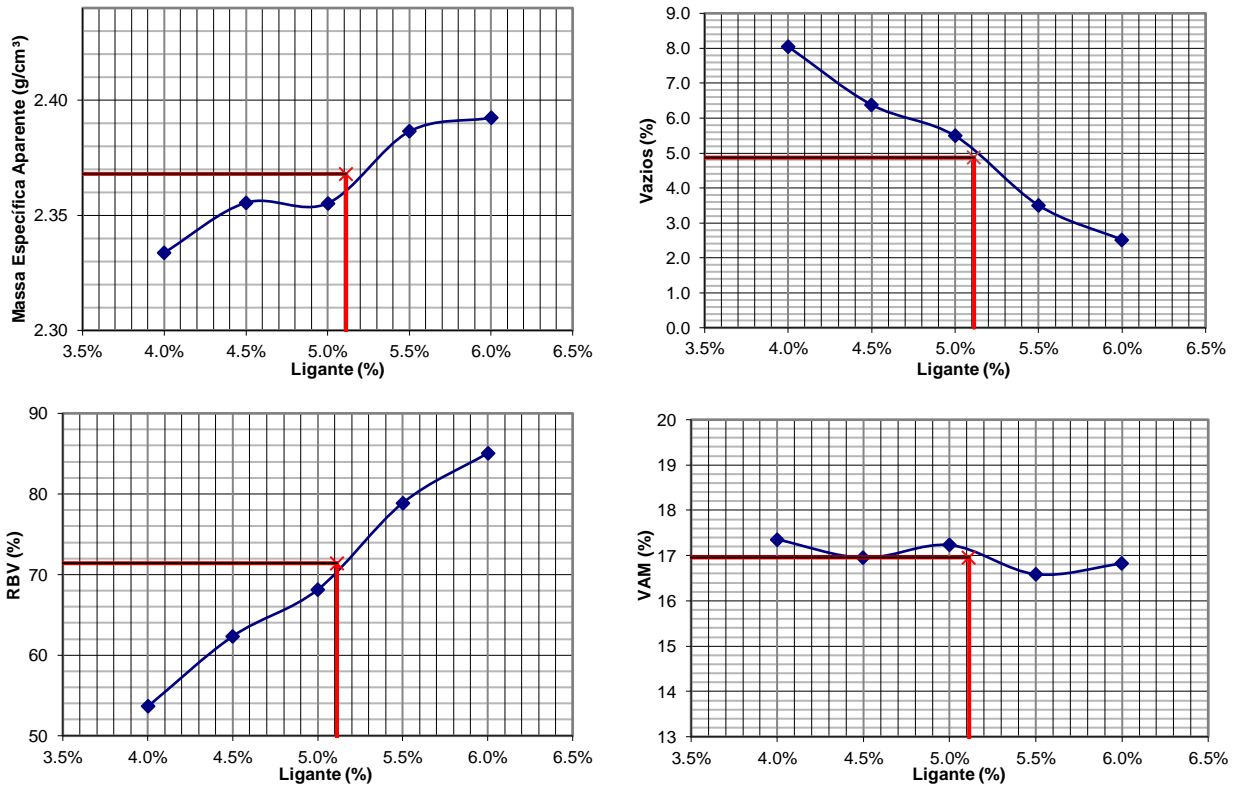 Massa Específica Aparente (g/cm³)
2.40
2.35
2.30
3.5% 4.0% 4.5% 5.0% 5.5% 6.0% 6.5%
Ligante (%)
Vazios (%)
9.0
8.0
7.0
6.0
5.0
4.0
3.0
2.0
1.0
0.0
3.5% 4.0% 4.5% 5.0% 5.5% 6.0% 6.5%
Ligante (%)
RBV (%)
90
80
70
60
50
3.5% 4.0% 4.5% 5.0% 5.5% 6.0% 6.5%
Ligante (%)
VAM (%)
20
19
18
17
16
15
14
13
3.5% 4.0% 4.5% 5.0% 5.5% 6.0% 6.5%
Ligante (%)